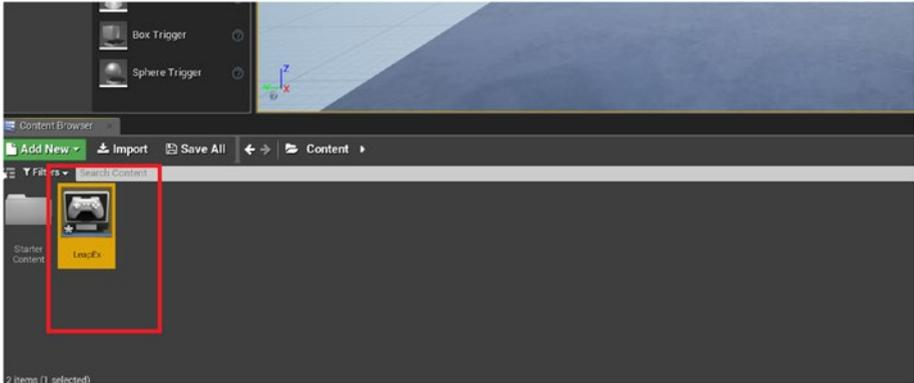 Box Trigger
Sphere Trigger
Z
X
Content Browser
Add New Import Save All Content
Filters Search Content
Starter
Content
LeapEx
2 items (1 selected)